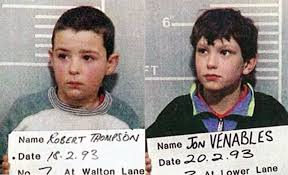 Name ROBERT THOMPSON
Date 18.2.93
No 7 At Walton Lane
Name JON VENABLES
Date 20.2.93
At Lower Lane